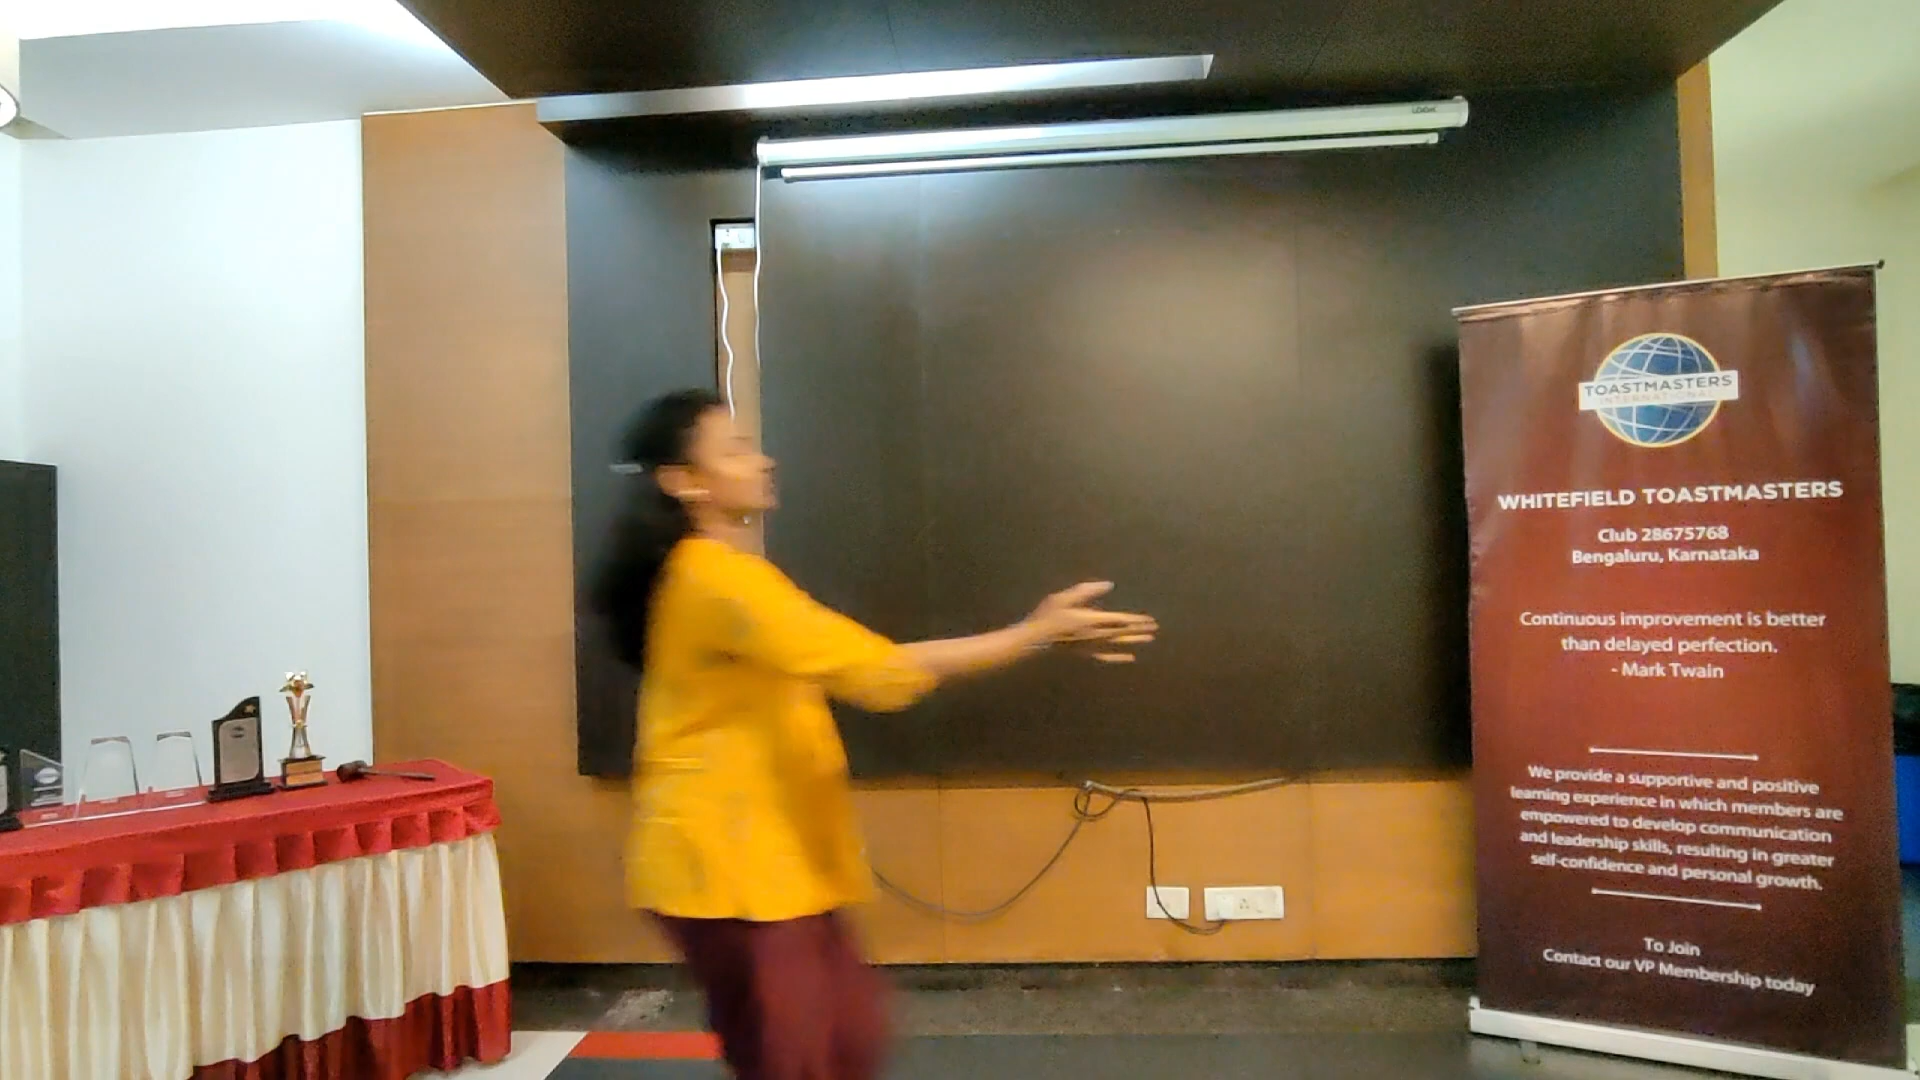 TOASTMASTERS
INTERNATIONAL
WHITEFIELD TOASTMASTERS
Club 28675768
Bengaluru, Karnataka
Continuous improvement is better
than delayed perfection.
- Mark Twain
We provide a supportive and positive
learning experience in which members are
empowered to develop communication
and leadership skills, resulting in greater
self-confidence and personal growth.
To Join
Contact our VP Membership today